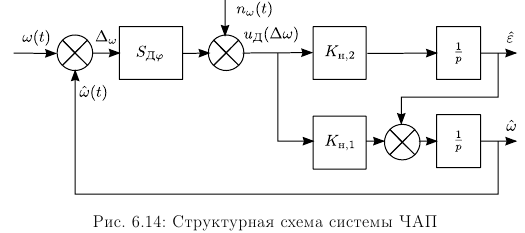 n_ω(t)
ω(t)
Δ_ω
S_Дφ
u_Д(Δω)
K_н,2
1/p
ε̂
ω̂(t)
K_н,1
1/p
ω̂
Рис. 6.14: Структурная схема системы ЧАП